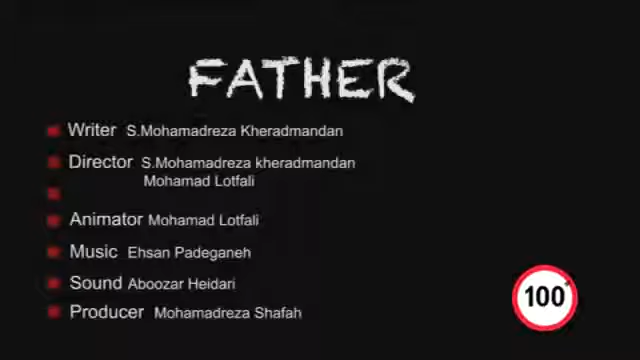 FATHER
Writer S.Mohamadreza Kheradmandan
Director S.Mohamadreza kheradmandan
Mohamad Lotfali
Animator Mohamad Lotfali
Music Ehsan Padeganeh
Sound Aboozar Heidari
Producer Mohamadreza Shafah
100